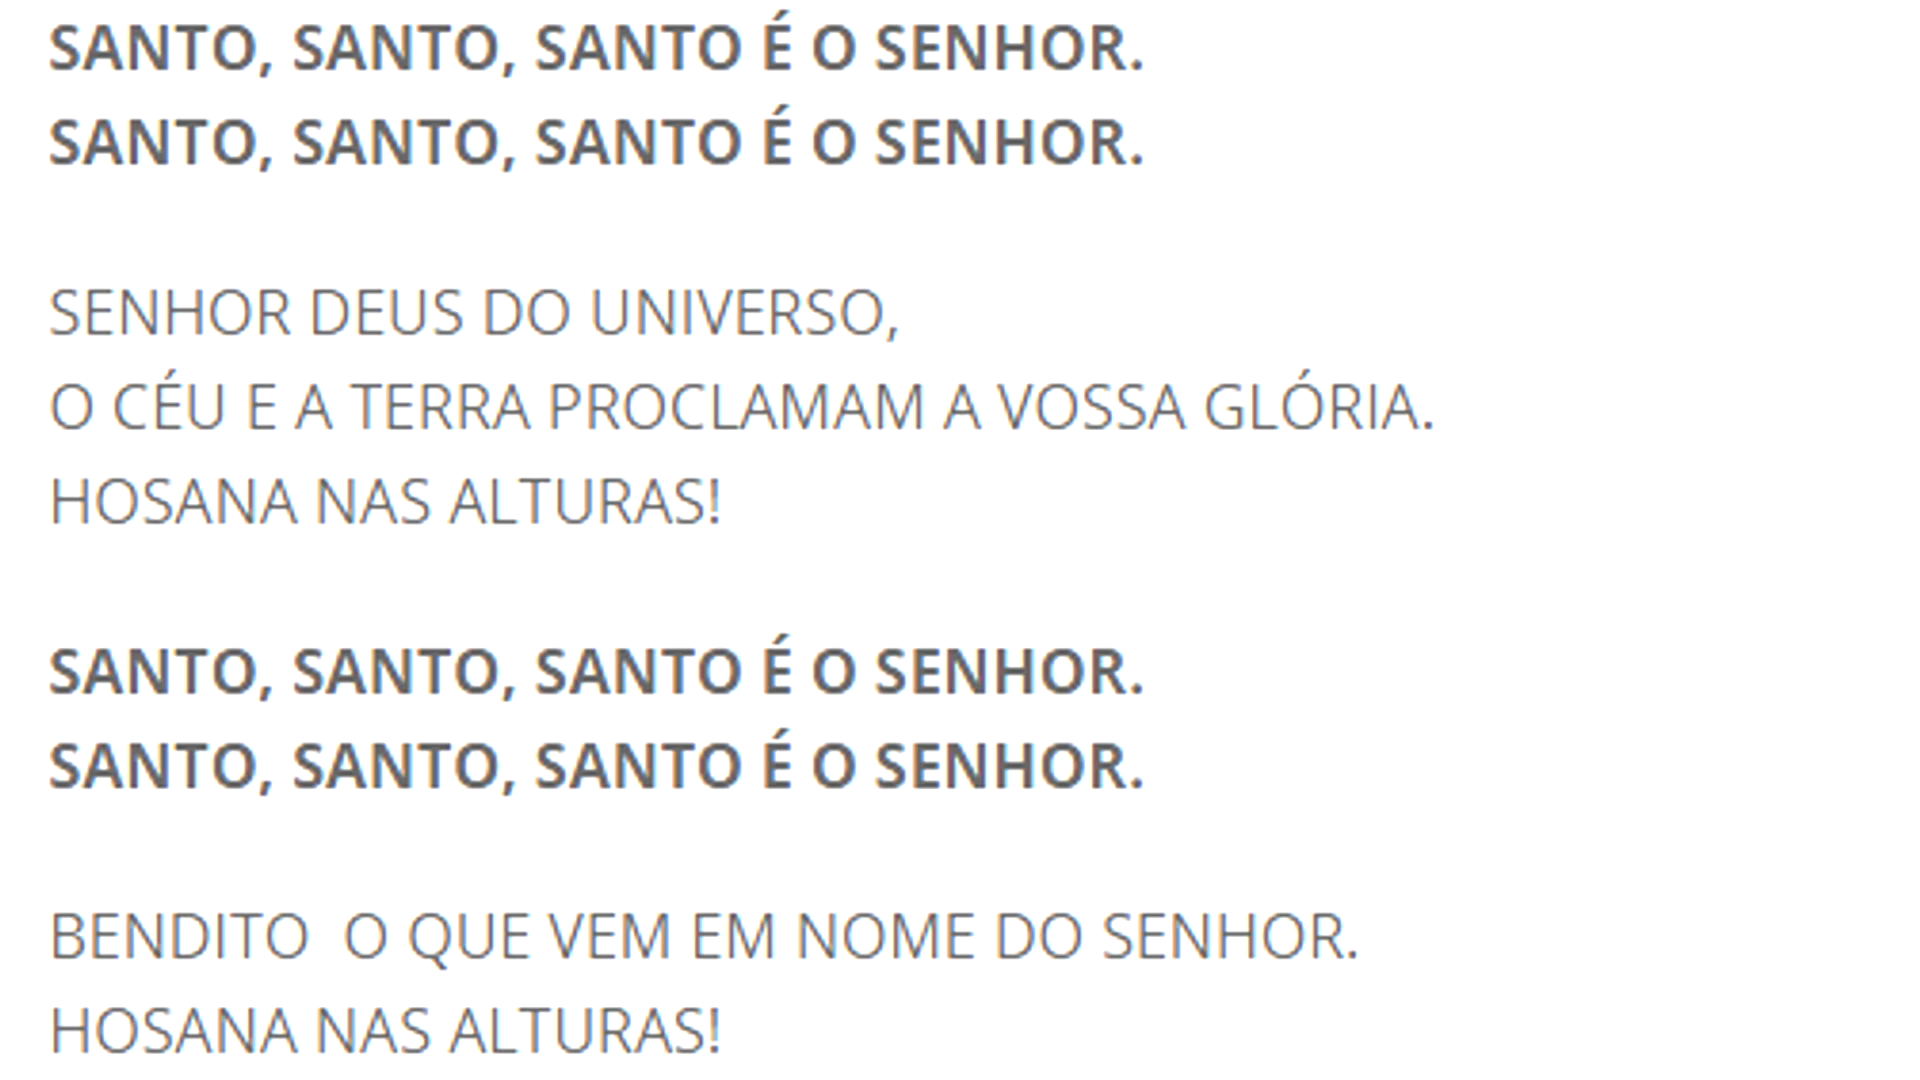 SANTO, SANTO, SANTO É O SENHOR.
SANTO, SANTO, SANTO É O SENHOR.
SENHOR DEUS DO UNIVERSO,
O CÉU E A TERRA PROCLAMAM A VOSSA GLÓRIA.
HOSANA NAS ALTURAS!
SANTO, SANTO, SANTO É O SENHOR.
SANTO, SANTO, SANTO É O SENHOR.
BENDITO  O QUE VEM EM NOME DO SENHOR.
HOSANA NAS ALTURAS!